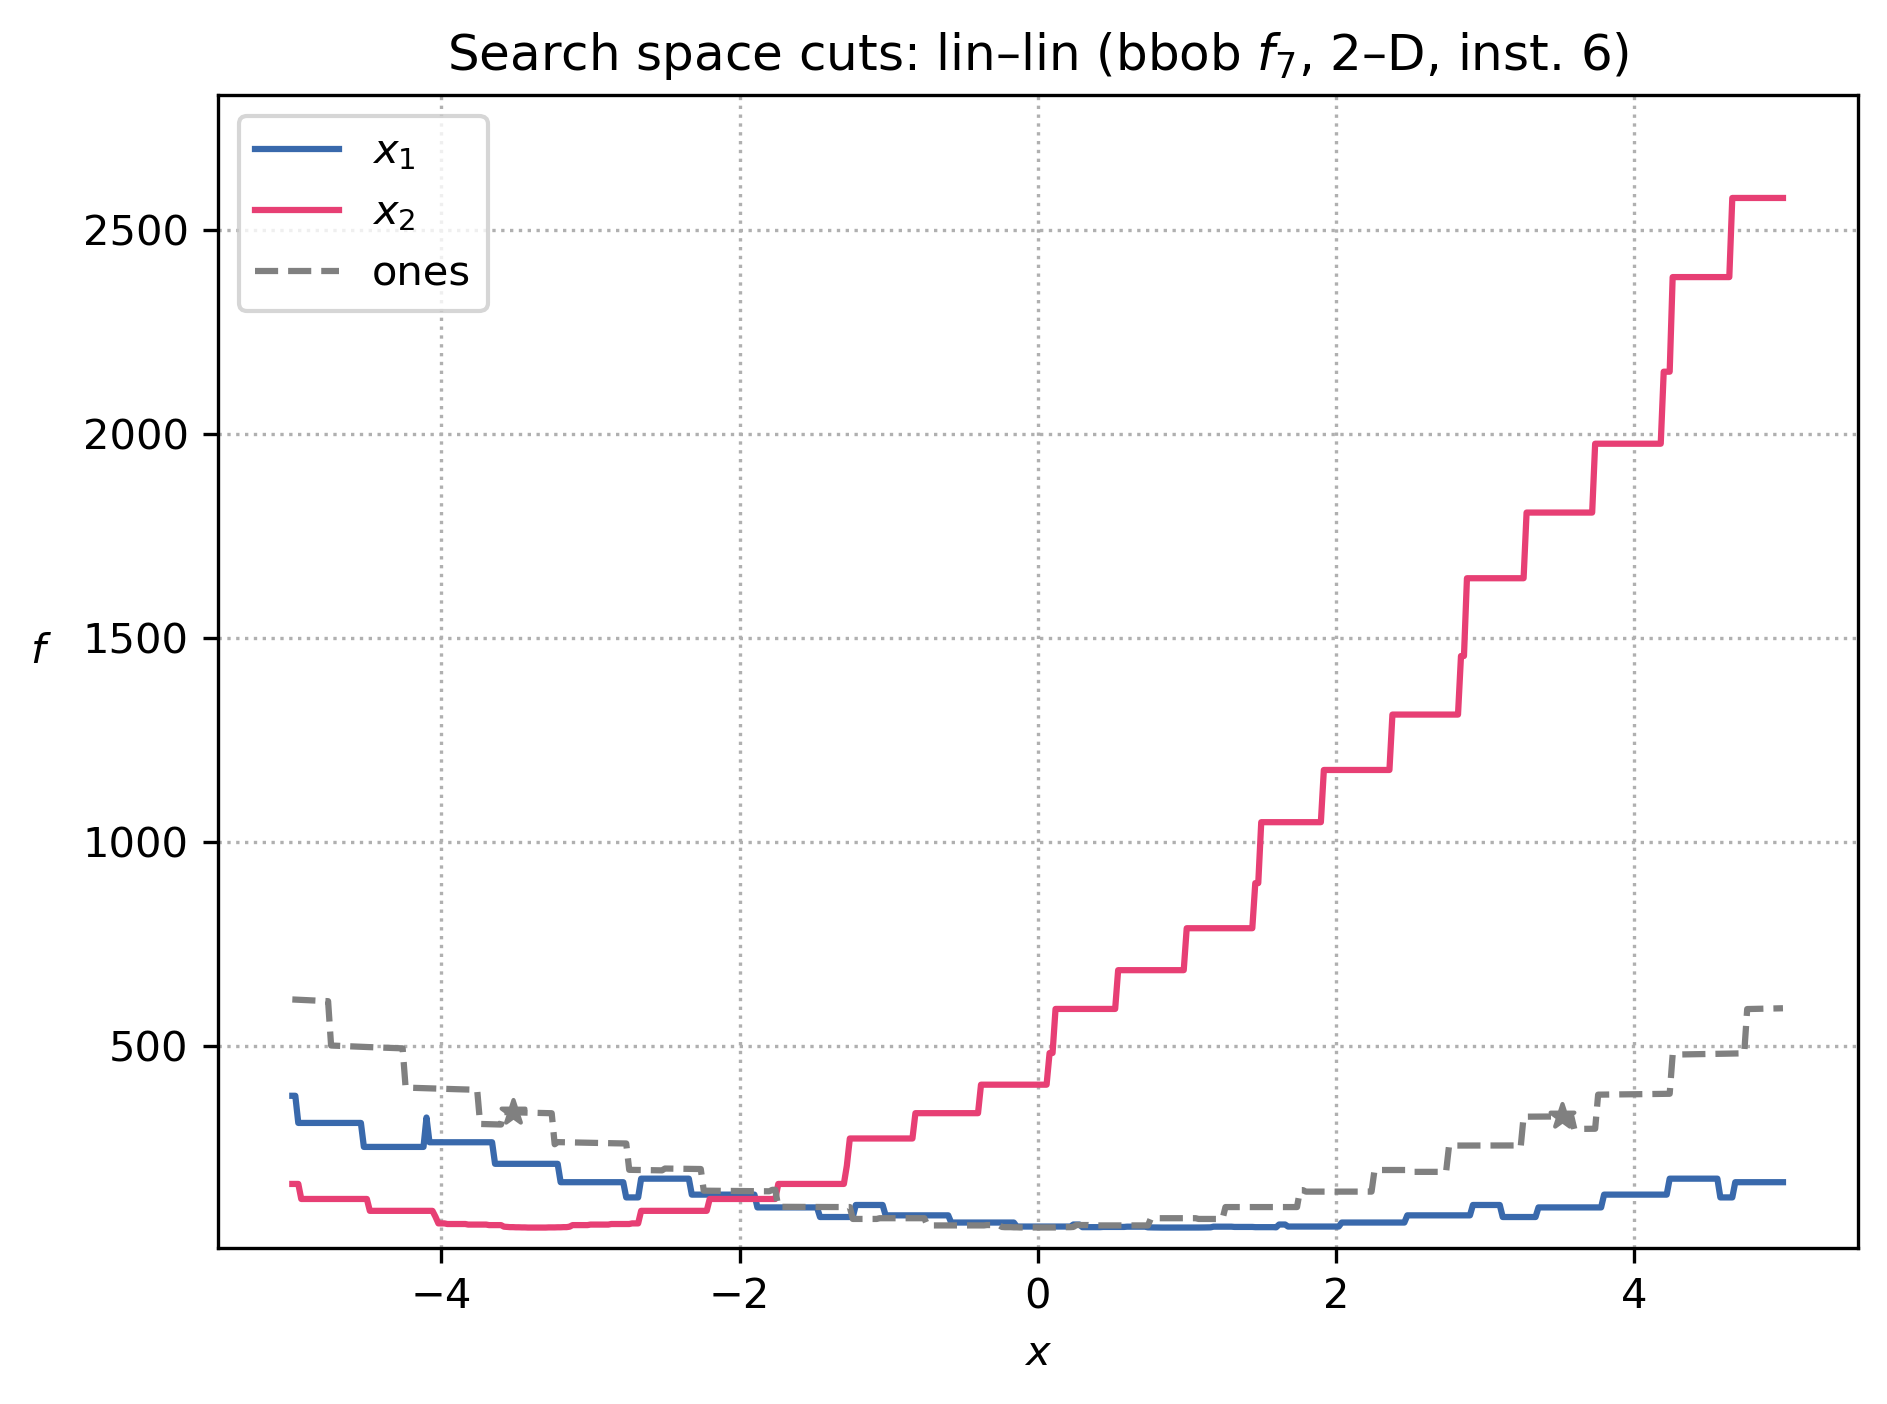 Search space cuts: lin–lin (bbob f₇, 2–D, inst. 6)
x₁
x₂
ones
2500
2000
1500
1000
500
f
−4 −2 0 2 4
x